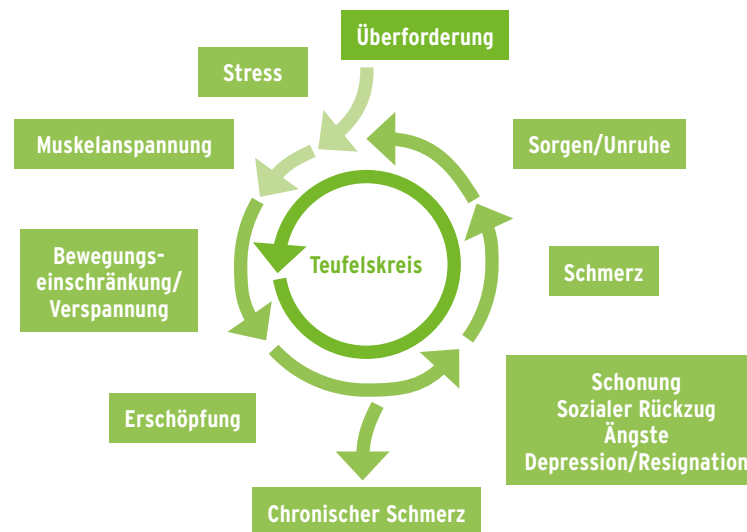 Überforderung
Stress
Muskelanspannung
Sorgen/Unruhe
Bewegungs-
einschränkung/
Verspannung
Teufelskreis
Schmerz
Erschöpfung
Schonung
Sozialer Rückzug
Ängste
Depression/Resignation
Chronischer Schmerz